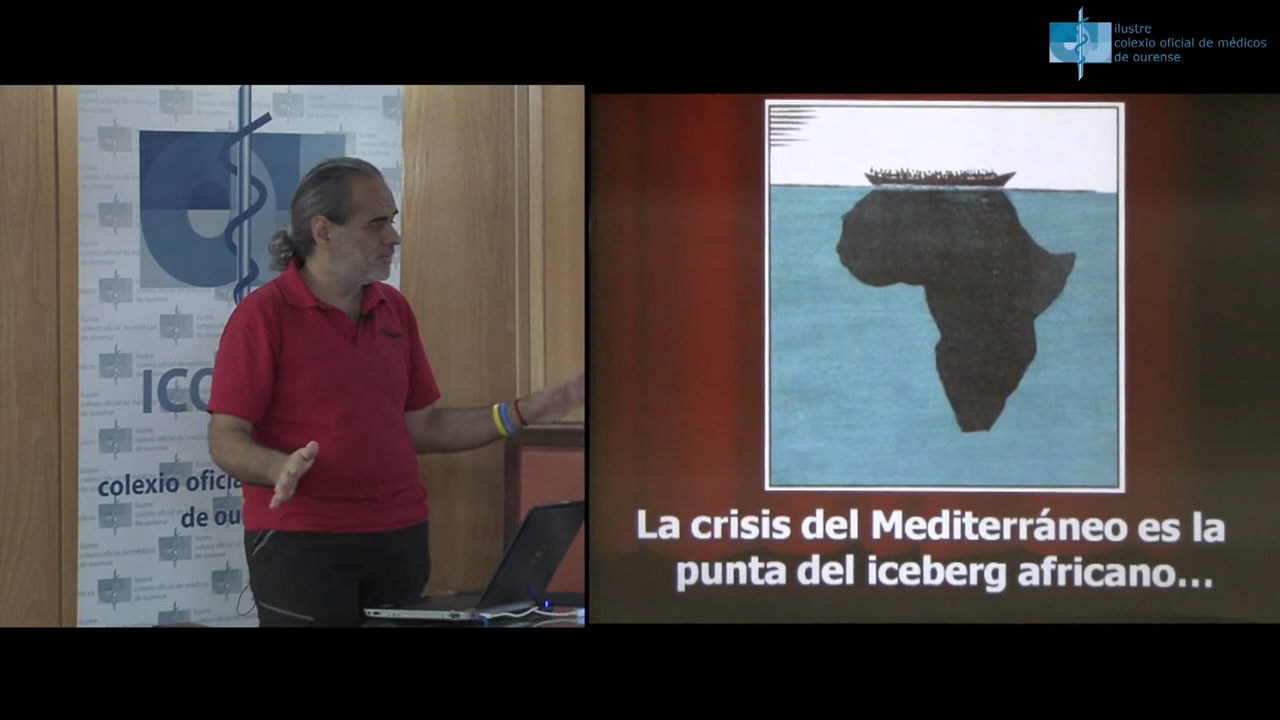 ilustre
colexio oficial de médicos
de ourense
ICO
colexio ofici
de ou
La crisis del Mediterráneo es la
punta del iceberg africano...